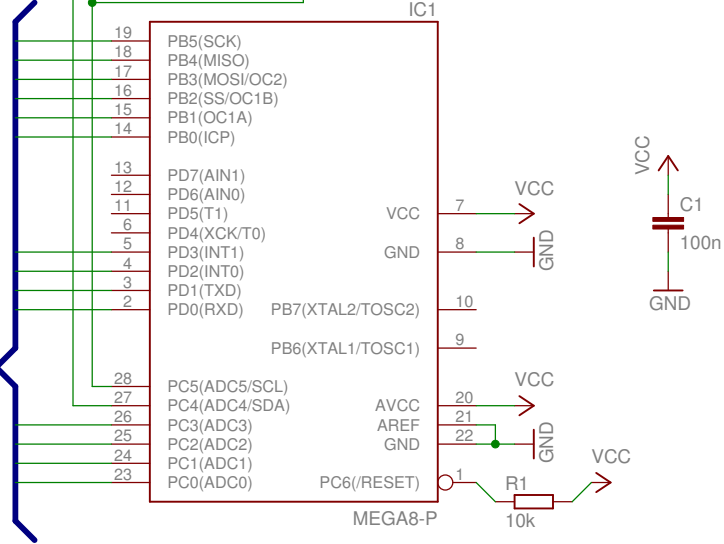 IC1
19 PB5(SCK)
18 PB4(MISO)
17 PB3(MOSI/OC2)
16 PB2(SS/OC1B)
15 PB1(OC1A)
14 PB0(ICP)
13 PD7(AIN1)
12 PD6(AIN0)
11 PD5(T1) VCC 7 VCC
6 PD4(XCK/T0)
5 PD3(INT1) GND 8 GND
4 PD2(INT0)
3 PD1(TXD)
2 PD0(RXD) PB7(XTAL2/TOSC2) 10
PB6(XTAL1/TOSC1) 9
28 PC5(ADC5/SCL) VCC
27 PC4(ADC4/SDA) AVCC 20
26 PC3(ADC3) AREF 21
25 PC2(ADC2) GND 22 GND
24 PC1(ADC1) VCC
23 PC0(ADC0) PC6(/RESET) 1 R1
MEGA8-P 10k
VCC
C1
100n
GND